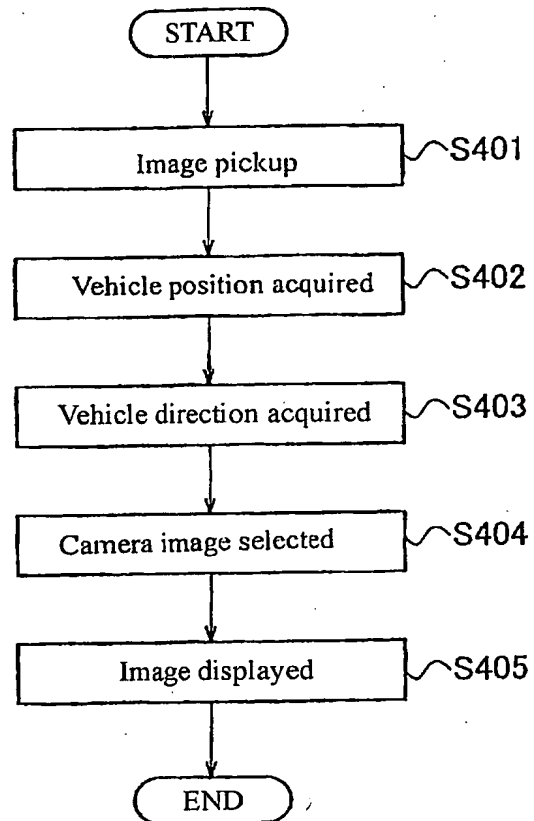 START
Image pickup S401
Vehicle position acquired S402
Vehicle direction acquired S403
Camera image selected S404
Image displayed S405
END